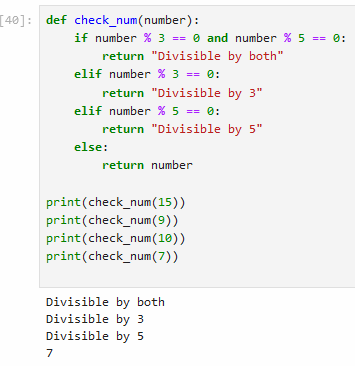 [40]: def check_num(number):
    if number % 3 == 0 and number % 5 == 0:
        return "Divisible by both"
    elif number % 3 == 0:
        return "Divisible by 3"
    elif number % 5 == 0:
        return "Divisible by 5"
    else:
        return number

print(check_num(15))
print(check_num(9))
print(check_num(10))
print(check_num(7))

Divisible by both
Divisible by 3
Divisible by 5
7